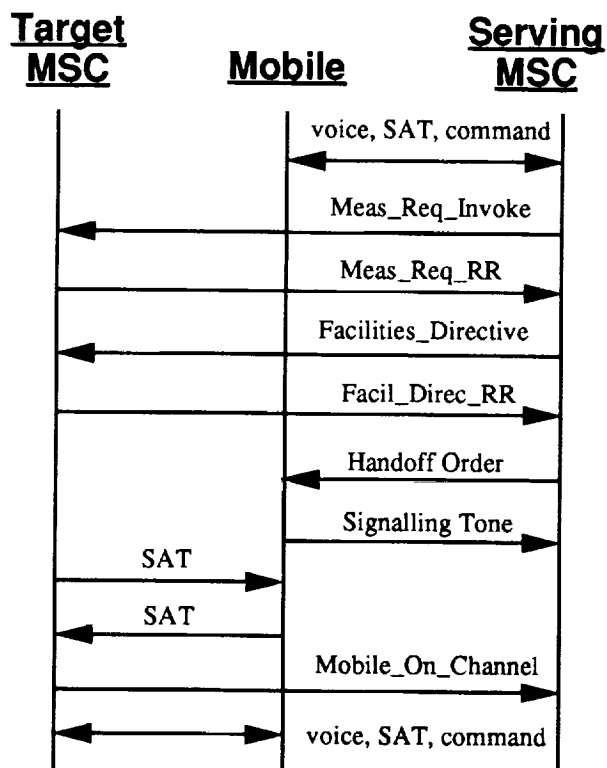 Target
MSC
Mobile
Serving
MSC
voice, SAT, command
Meas_Req_Invoke
Meas_Req_RR
Facilities_Directive
Facil_Direc_RR
Handoff Order
Signalling Tone
SAT
SAT
Mobile_On_Channel
voice, SAT, command